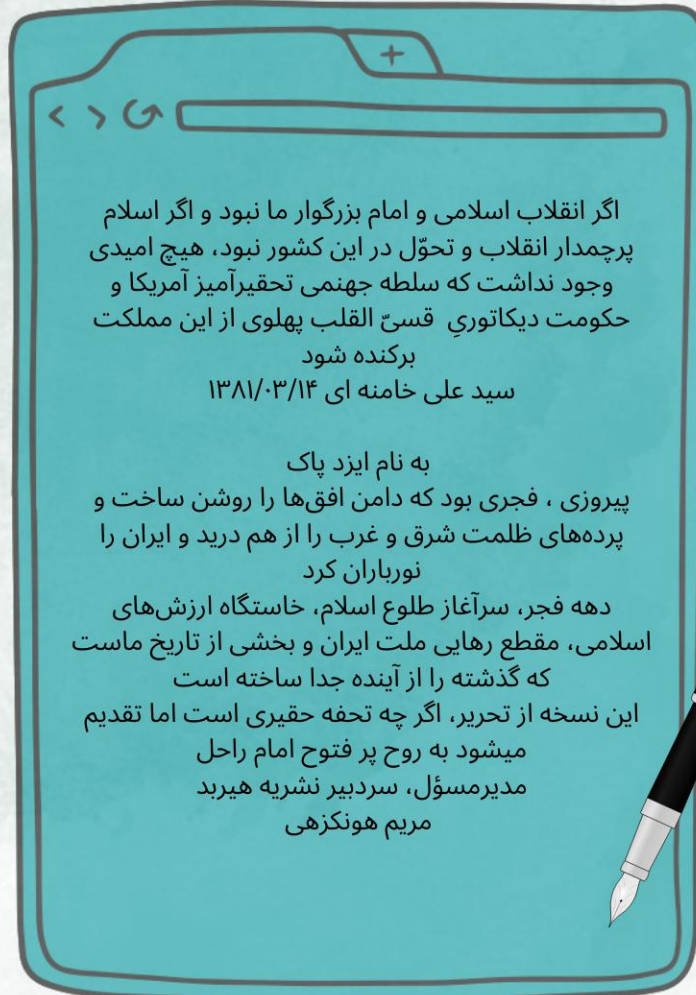 اگر انقلاب اسلامی و امام بزرگوار ما نبود و اگر اسلام
پرچمدار انقلاب و تحوّل در این کشور نبود، هیچ امیدی
وجود نداشت که سلطه جهنمی تحقیرآمیز آمریکا و
حکومت دیکاتوریِ  قسیّ القلب پهلوی از این مملکت
برکنده شود
سید علی خامنه ای ۱۳۸۱/۰۳/۱۴
به نام ایزد پاک
پیروزی ، فجری بود که دامن افق‌ها را روشن ساخت و
پرده‌های ظلمت شرق و غرب را از هم درید و ایران را
نورباران کرد
دهه فجر، سرآغاز طلوع اسلام، خاستگاه ارزش‌های
اسلامی، مقطع رهایی ملت ایران و بخشی از تاریخ ماست
که گذشته را از آینده جدا ساخته است
این نسخه از تحریر، اگر چه تحفه حقیری است اما تقدیم
میشود به روح پر فتوح امام راحل
مدیرمسؤل، سردبیر نشریه هیربد
مریم هونکزهی